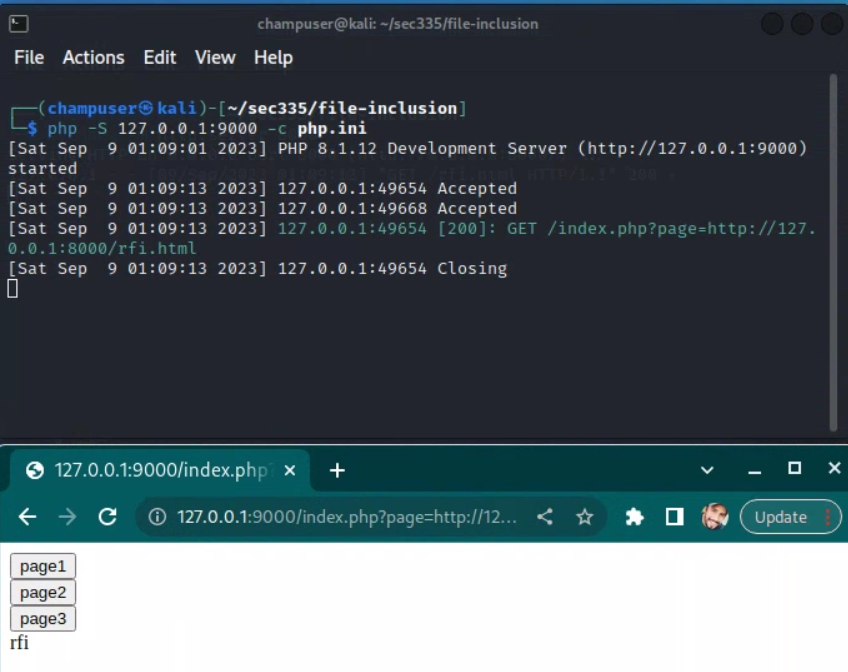 champuser@kali: ~/sec335/file-inclusion
File Actions Edit View Help
┌──(champuser㉿kali)-[~/sec335/file-inclusion]
└─$ php -S 127.0.0.1:9000 -c php.ini
[Sat Sep  9 01:09:01 2023] PHP 8.1.12 Development Server (http://127.0.0.1:9000)
started
[Sat Sep  9 01:09:13 2023] 127.0.0.1:49654 Accepted
[Sat Sep  9 01:09:13 2023] 127.0.0.1:49668 Accepted
[Sat Sep  9 01:09:13 2023] 127.0.0.1:49654 [200]: GET /index.php?page=http://127.
0.0.1:8000/rfi.html
[Sat Sep  9 01:09:13 2023] 127.0.0.1:49654 Closing
127.0.0.1:9000/index.php
127.0.0.1:9000/index.php?page=http://12...
Update
page1
page2
page3
rfi